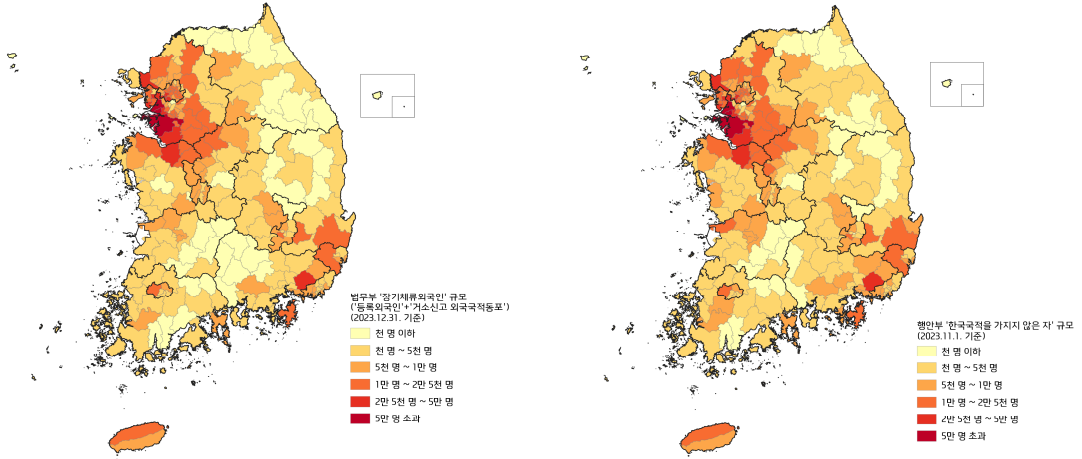 법무부 '장기체류외국인' 규모
('등록외국인'+'거소신고 외국국적동포')
(2023.12.31. 기준)
천 명 이하
천 명 ~ 5천 명
5천 명 ~ 1만 명
1만 명 ~ 2만 5천 명
2만 5천 명 ~ 5만 명
5만 명 초과
행안부 '한국국적을 가지지 않은 자' 규모
(2023.11.1. 기준)
천 명 이하
천 명 ~ 5천 명
5천 명 ~ 1만 명
1만 명 ~ 2만 5천 명
2만 5천 명 ~ 5만 명
5만 명 초과